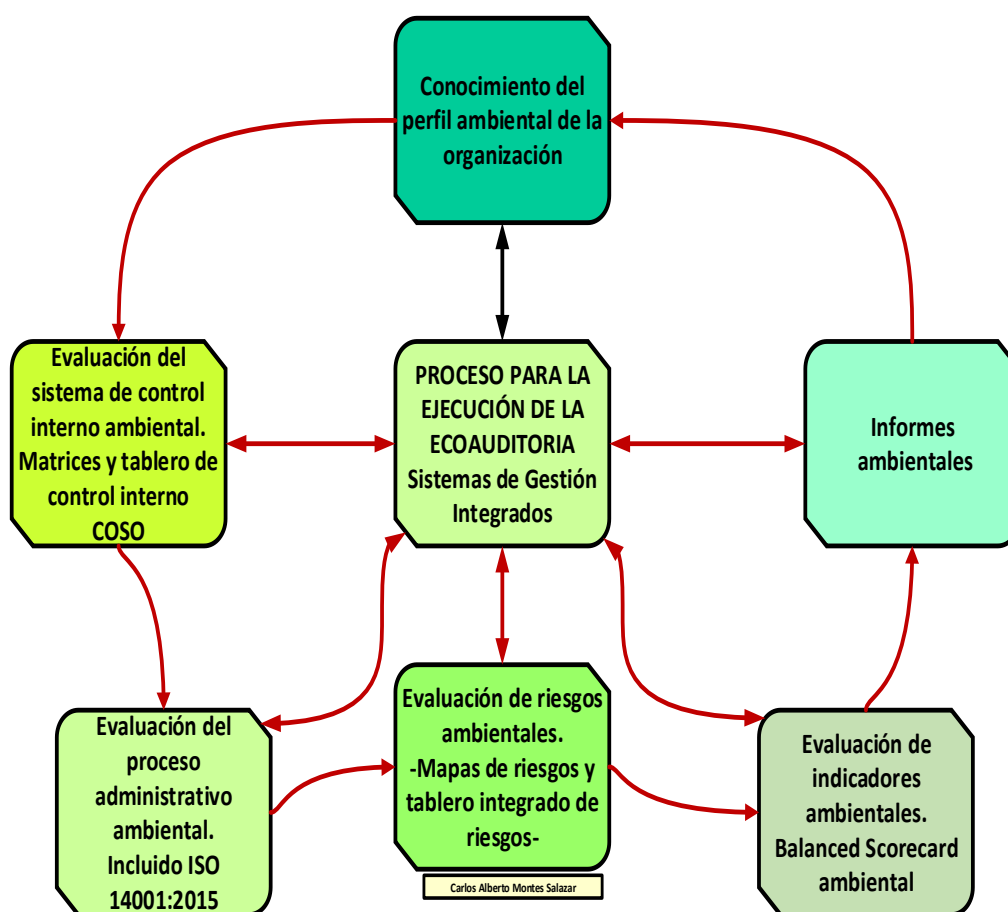 Conocimiento del
perfil ambiental de la
organización
Evaluación del
sistema de control
interno ambiental.
Matrices y tablero de
control interno
COSO
PROCESO PARA LA
EJECUCIÓN DE LA
ECOAUDITORIA
Sistemas de Gestión
Integrados
Informes
ambientales
Evaluación del
proceso
administrativo
ambiental.
Incluido ISO
14001:2015
Evaluación de riesgos
ambientales.
-Mapas de riesgos y
tablero integrado de
riesgos-
Evaluación de
indicadores
ambientales.
Balanced Scorecard
ambiental
Carlos Alberto Montes Salazar